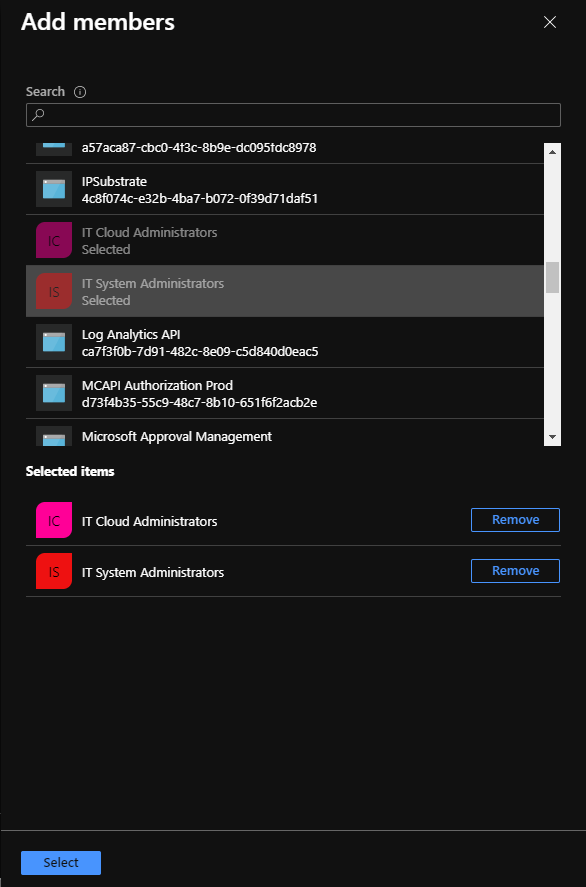 Add members
Search
a57aca87-cbc0-4f3c-8b9e-dc095fdc8978
IPSubstrate
4c8f074c-e32b-4ba7-b072-0f39d71daf51
IC
IT Cloud Administrators
Selected
IS
IT System Administrators
Selected
Log Analytics API
ca7f3f0b-7d91-482c-8e09-c5d840d0eac5
MCAPI Authorization Prod
d73f4b35-55c9-48c7-8b10-651f6f2acb2e
Microsoft Approval Management
Selected items
IC
IT Cloud Administrators
Remove
IS
IT System Administrators
Remove
Select